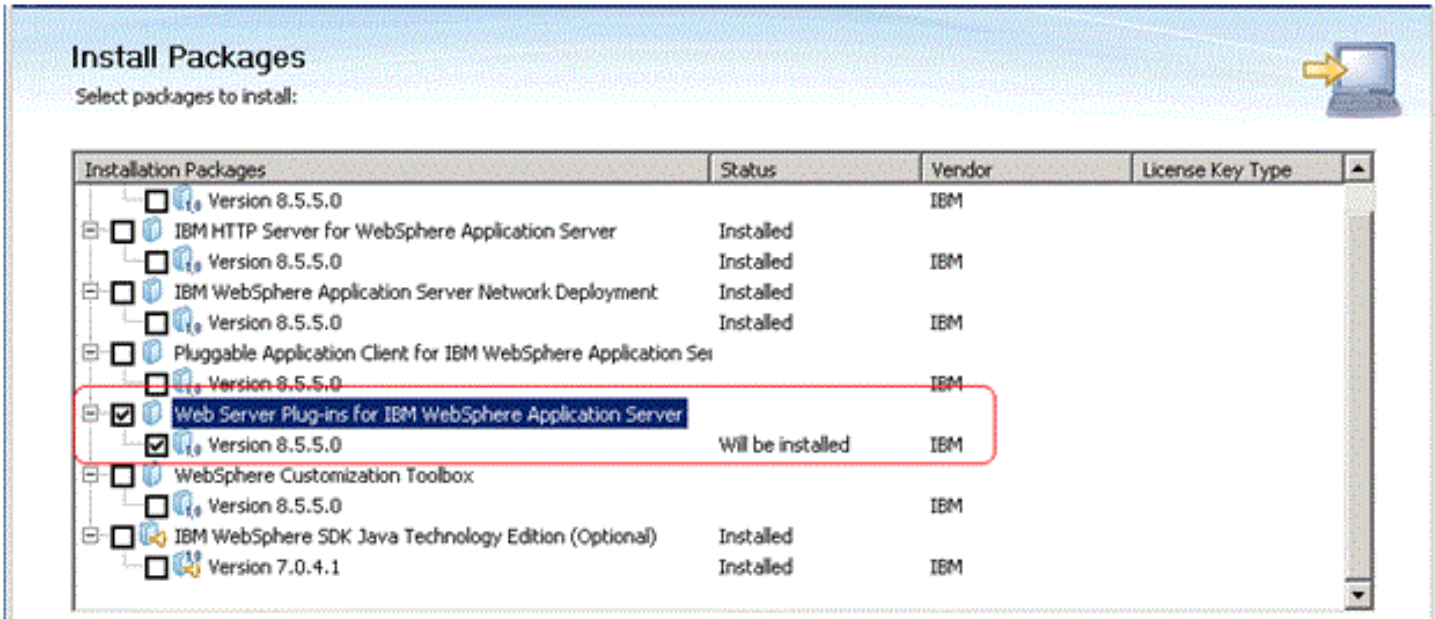 Install Packages
Select packages to install:
Installation Packages Status Vendor License Key Type
Version 8.5.5.0 IBM
IBM HTTP Server for WebSphere Application Server Installed
Version 8.5.5.0 Installed IBM
IBM WebSphere Application Server Network Deployment Installed
Version 8.5.5.0 Installed IBM
Pluggable Application Client for IBM WebSphere Application Ser
Version 8.5.5.0 IBM
Web Server Plug-ins for IBM WebSphere Application Server
Version 8.5.5.0 Will be installed IBM
WebSphere Customization Toolbox
Version 8.5.5.0 IBM
IBM WebSphere SDK Java Technology Edition (Optional) Installed
Version 7.0.4.1 Installed IBM